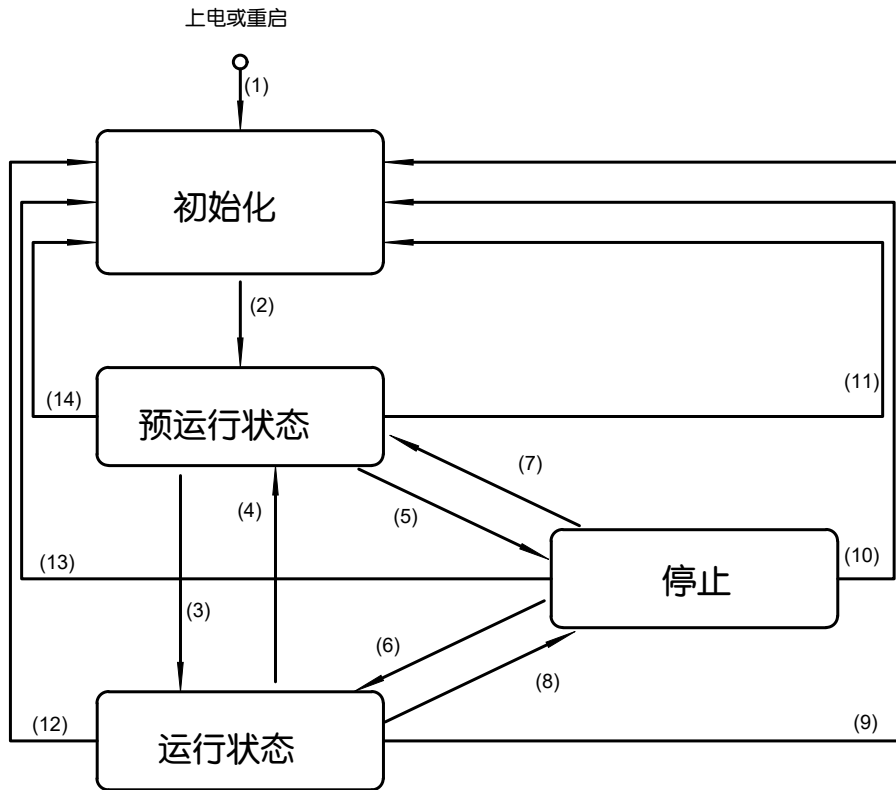 上电或重启
(1)
初始化
(2)
(14)
(11)
预运行状态
(7)
(4)
(5)
(13)
(10)
停止
(3)
(6)
(8)
(12)
(9)
运行状态